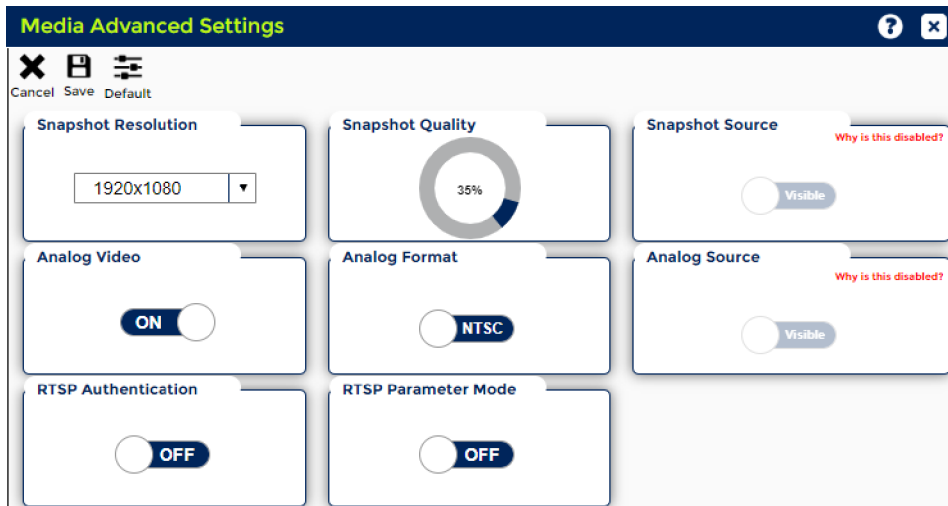 Media Advanced Settings
?
Cancel Save Default
Snapshot Resolution
1920x1080
Snapshot Quality
35%
Snapshot Source
Why is this disabled?
Visible
Analog Video
ON
Analog Format
NTSC
Analog Source
Why is this disabled?
Visible
RTSP Authentication
OFF
RTSP Parameter Mode
OFF